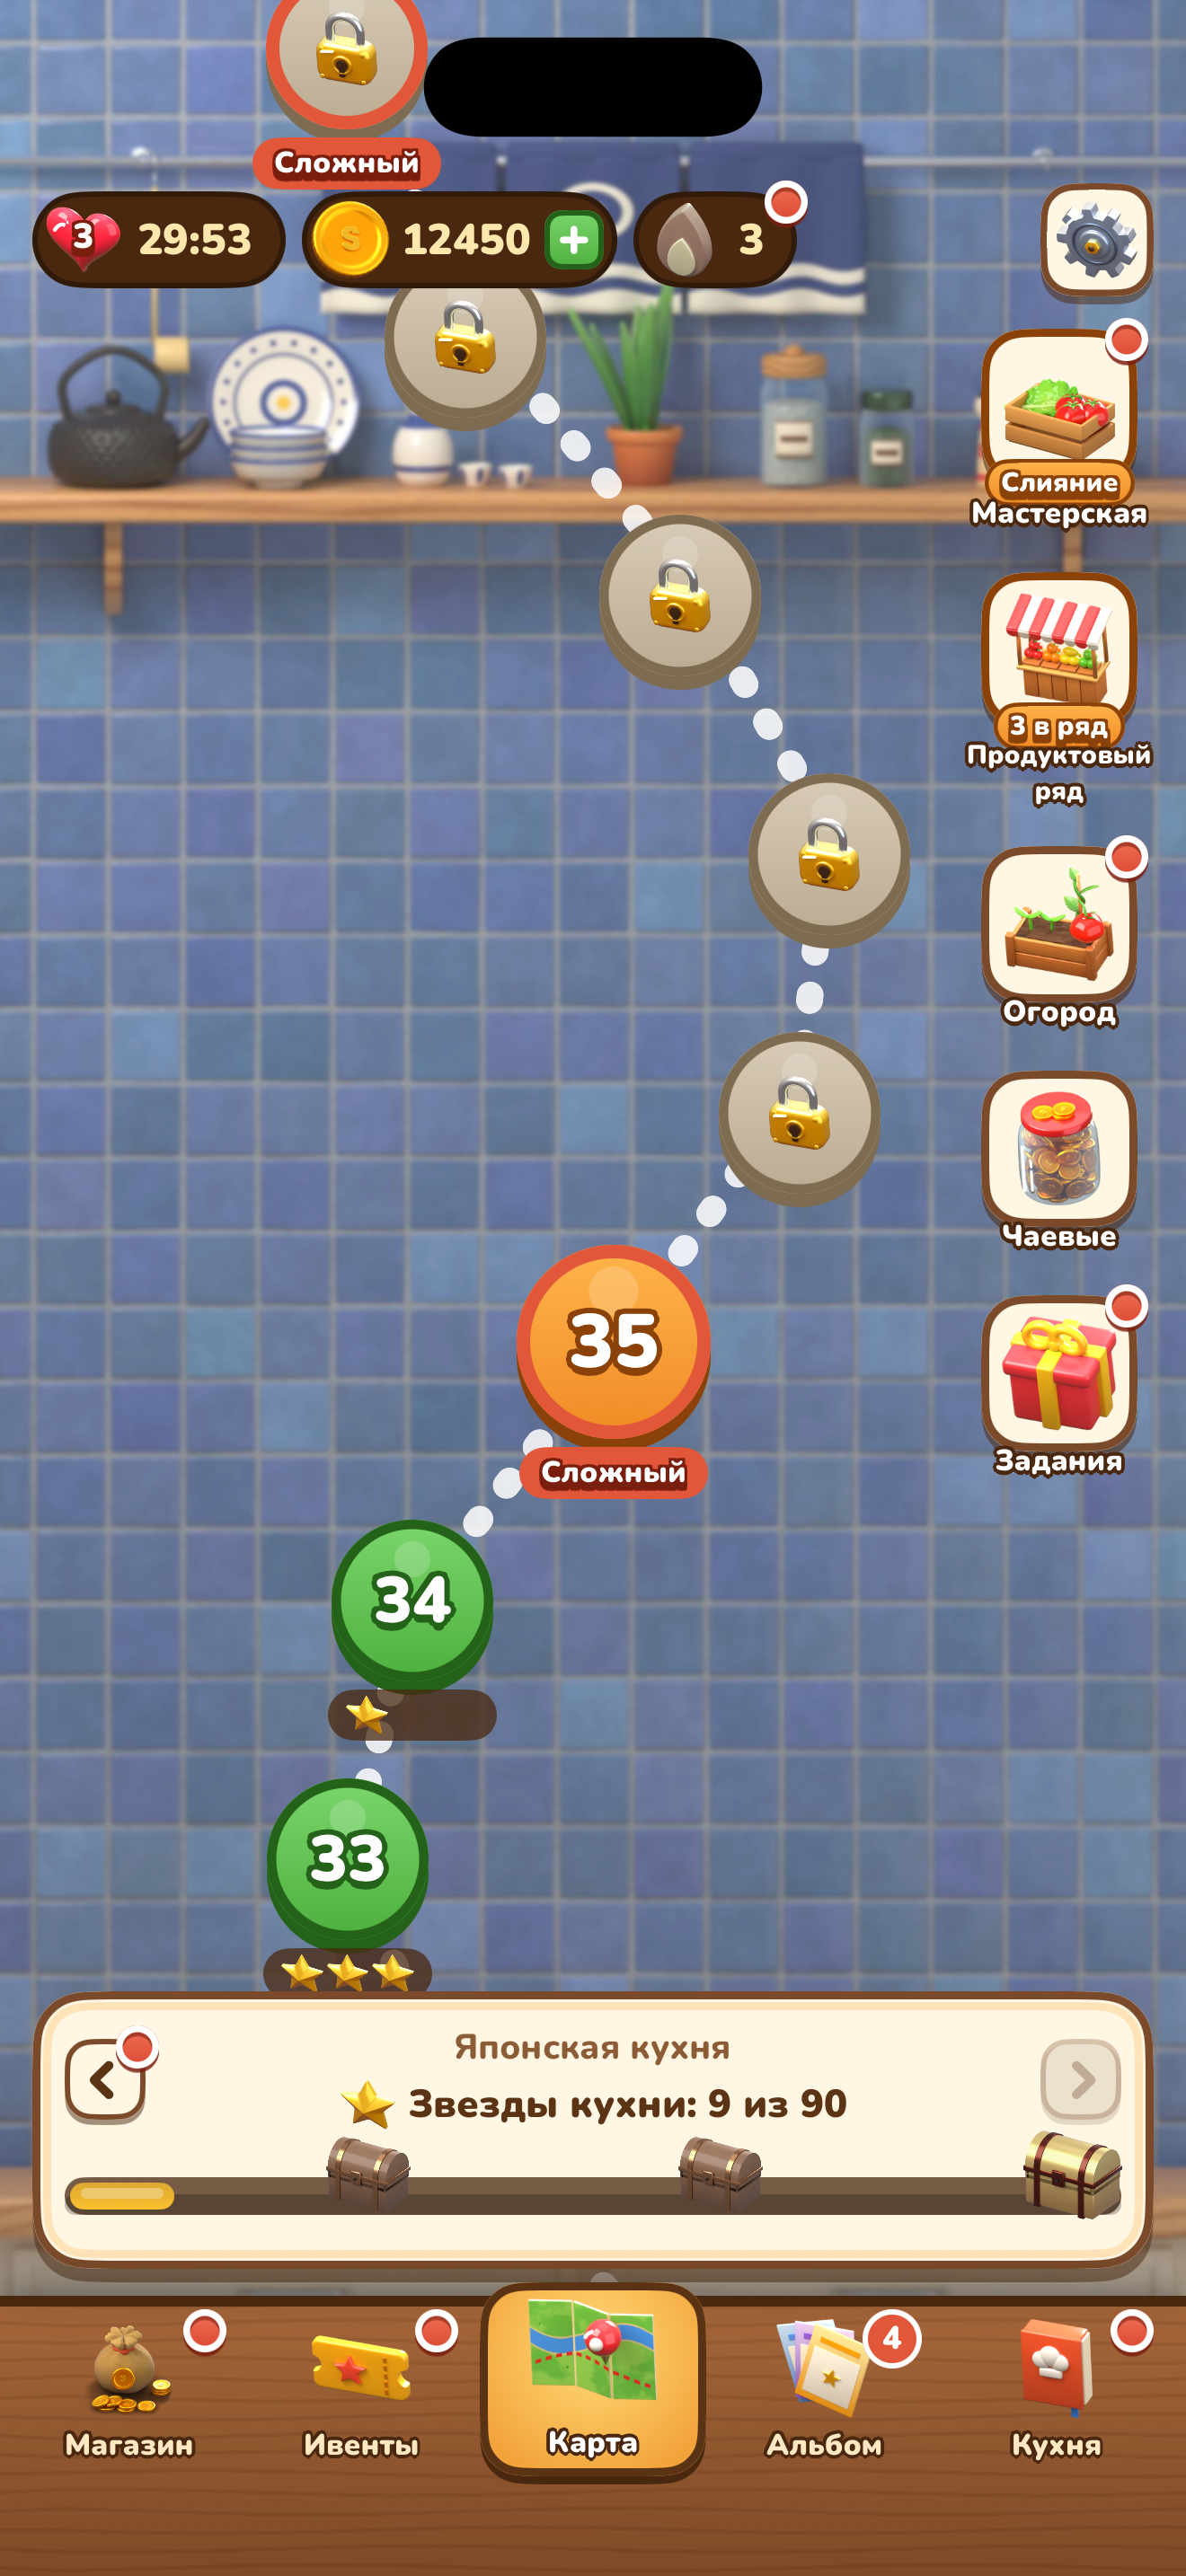 Сложный
3
29:53
12450
3
Слияние
Мастерская
3 в ряд
Продуктовый
ряд
Огород
Чаевые
35
Сложный
Задания
34
33
Японская кухня
Звезды кухни: 9 из 90
4
Магазин
Ивенты
Карта
Альбом
Кухня